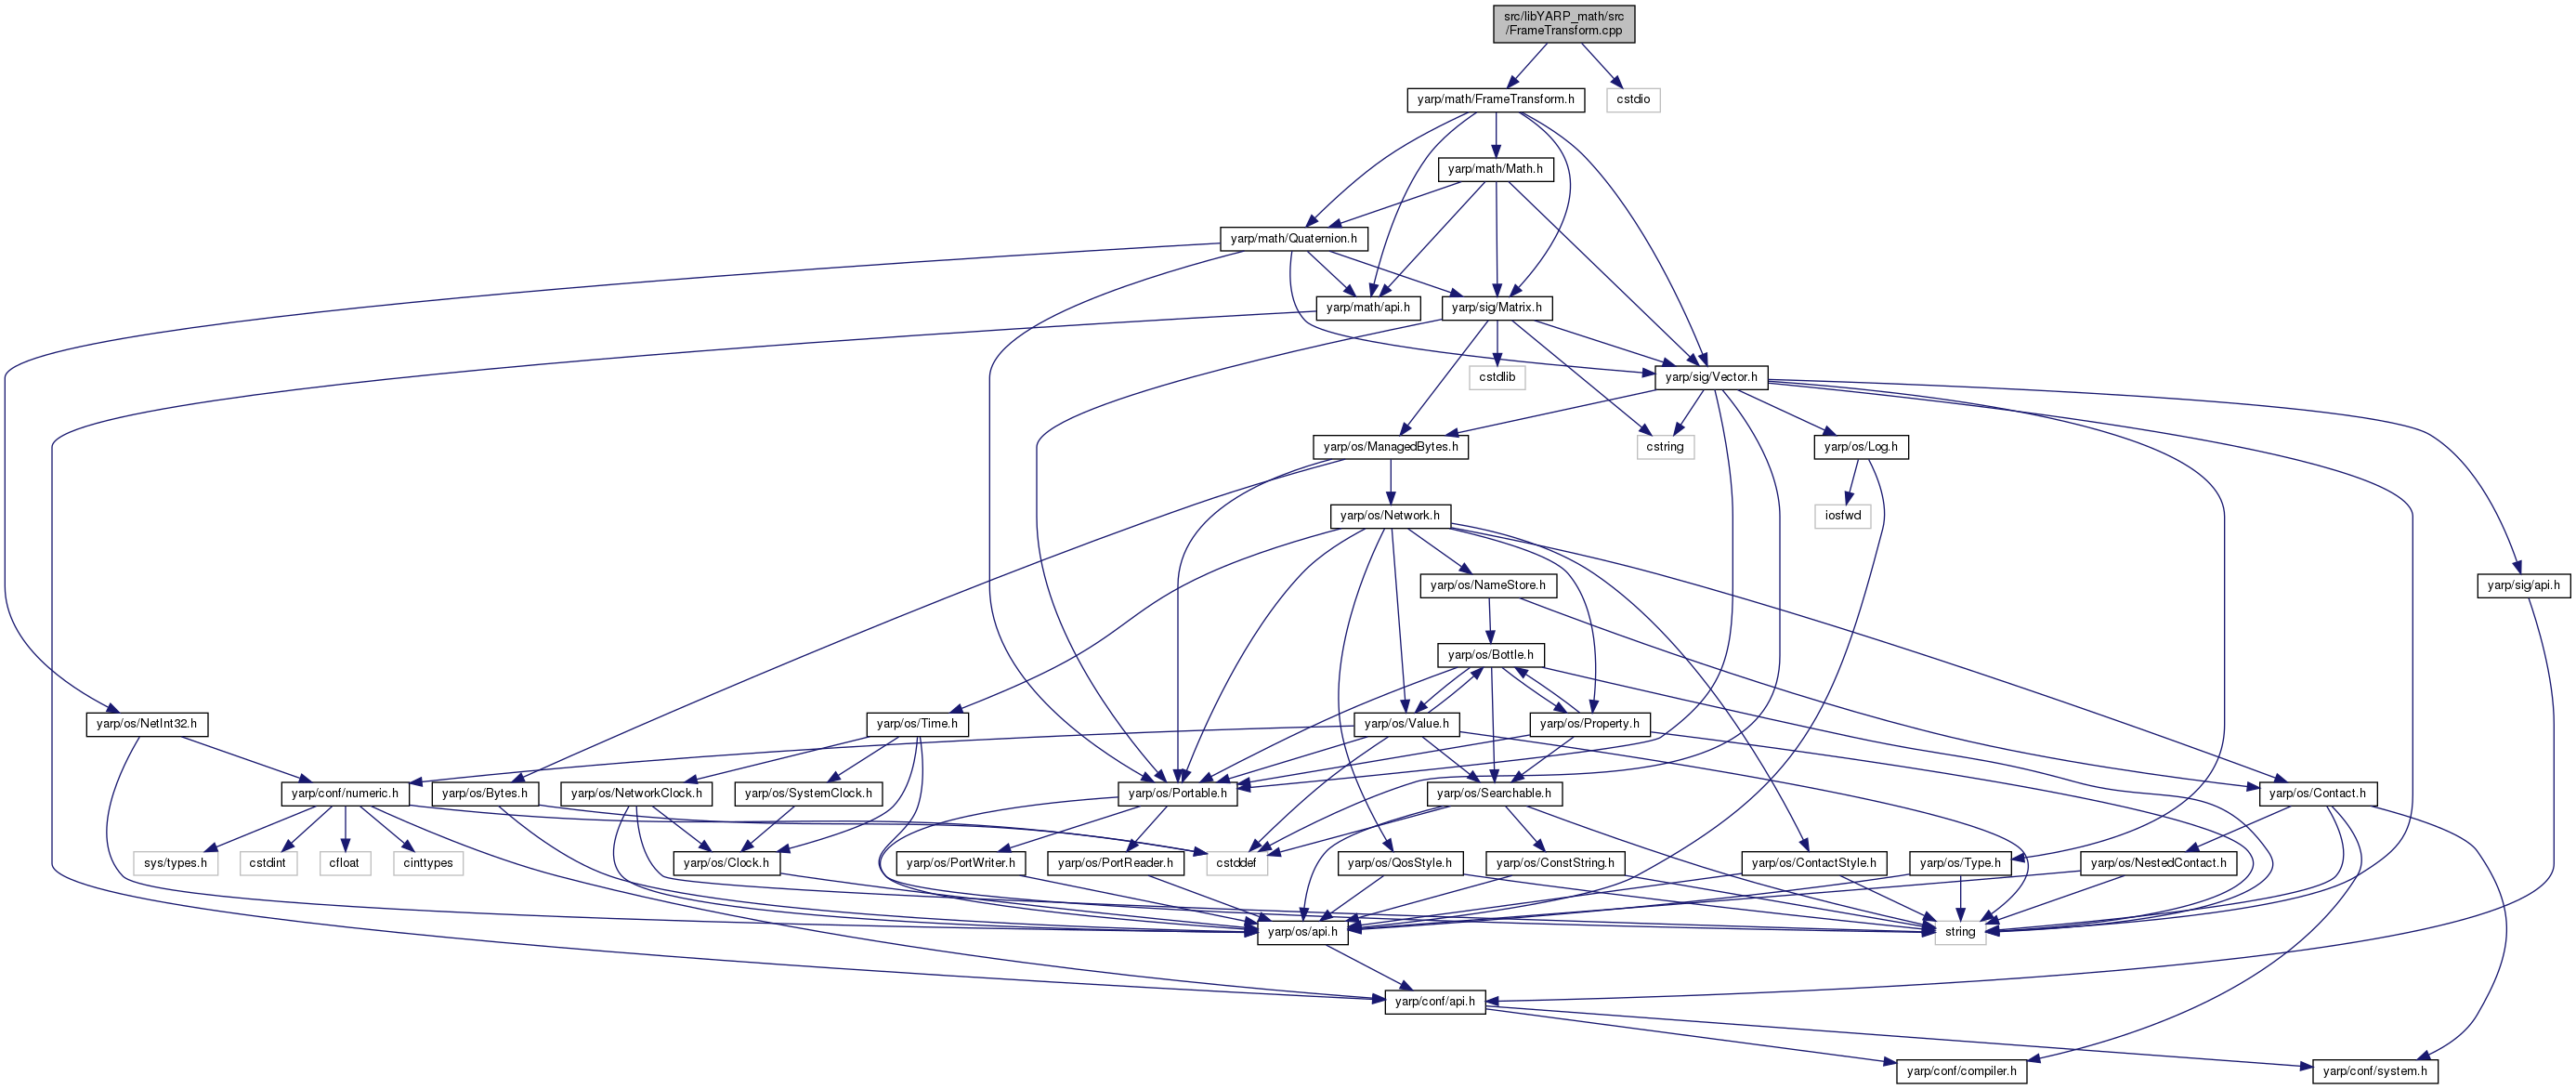 src/libYARP_math/src
/FrameTransform.cpp
yarp/math/FrameTransform.h
cstdio
yarp/math/Math.h
yarp/math/Quaternion.h
yarp/math/api.h
yarp/sig/Matrix.h
cstdlib
yarp/sig/Vector.h
yarp/os/ManagedBytes.h
cstring
yarp/os/Log.h
yarp/os/Network.h
iosfwd
yarp/os/NameStore.h
yarp/sig/api.h
yarp/os/Bottle.h
yarp/os/NetInt32.h
yarp/os/Time.h
yarp/os/Value.h
yarp/os/Property.h
yarp/conf/numeric.h
yarp/os/Bytes.h
yarp/os/NetworkClock.h
yarp/os/SystemClock.h
yarp/os/Portable.h
yarp/os/Searchable.h
yarp/os/Contact.h
sys/types.h
cstdint
cfloat
cinttypes
yarp/os/Clock.h
yarp/os/PortWriter.h
yarp/os/PortReader.h
cstddef
yarp/os/QosStyle.h
yarp/os/ConstString.h
yarp/os/ContactStyle.h
yarp/os/Type.h
yarp/os/NestedContact.h
yarp/os/api.h
string
yarp/conf/api.h
yarp/conf/compiler.h
yarp/conf/system.h